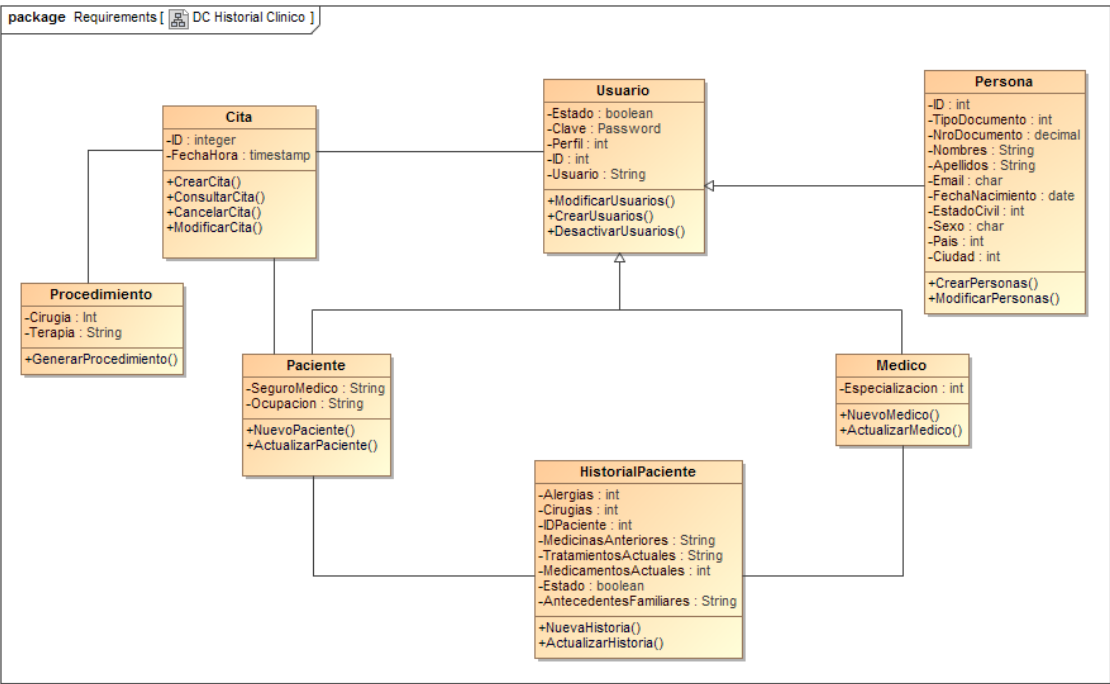 package Requirements [ DC Historial Clinico ]
Cita
-ID : integer
-FechaHora : timestamp
+CrearCita()
+ConsultarCita()
+CancelarCita()
+ModificarCita()
Usuario
-Estado : boolean
-Clave : Password
-Perfil : int
-ID : int
-Usuario : String
+ModificarUsuarios()
+CrearUsuarios()
+DesactivarUsuarios()
Persona
-ID : int
-TipoDocumento : int
-NroDocumento : decimal
-Nombres : String
-Apellidos : String
-Email : char
-FechaNacimiento : date
-EstadoCivil : int
-Sexo : char
-Pais : int
-Ciudad : int
+CrearPersonas()
+ModificarPersonas()
Procedimiento
-Cirugia : Int
-Terapia : String
+GenerarProcedimiento()
Paciente
-SeguroMedico : String
-Ocupacion : String
+NuevoPaciente()
+ActualizarPaciente()
Medico
-Especializacion : int
+NuevoMedico()
+ActualizarMedico()
HistorialPaciente
-Alergias : int
-Cirugias : int
-IDPaciente : int
-MedicinasAnteriores : String
-TratamientosActuales : String
-MedicamentosActuales : int
-Estado : boolean
-AntecedentesFamiliares : String
+NuevaHistoria()
+ActualizarHistoria()